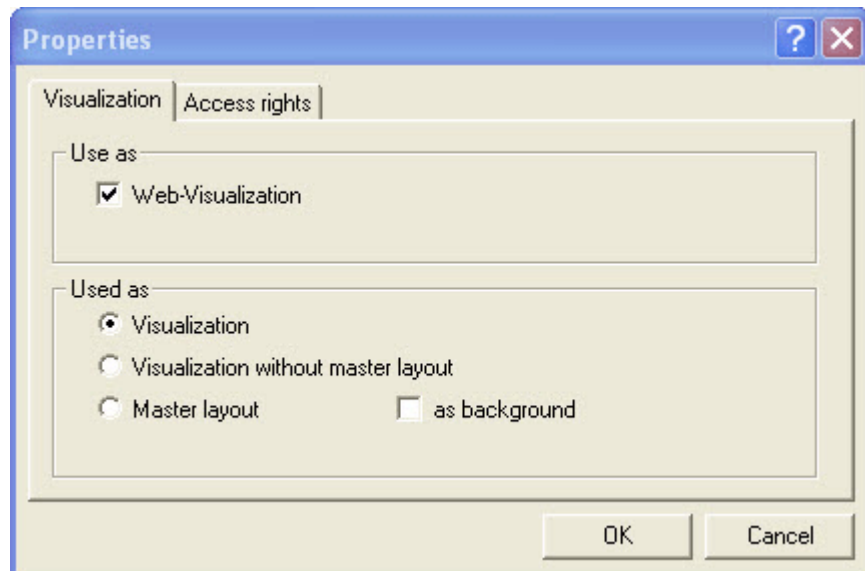 Properties
Visualization Access rights
Use as
Web-Visualization
Used as
Visualization
Visualization without master layout
Master layout as background
OK Cancel